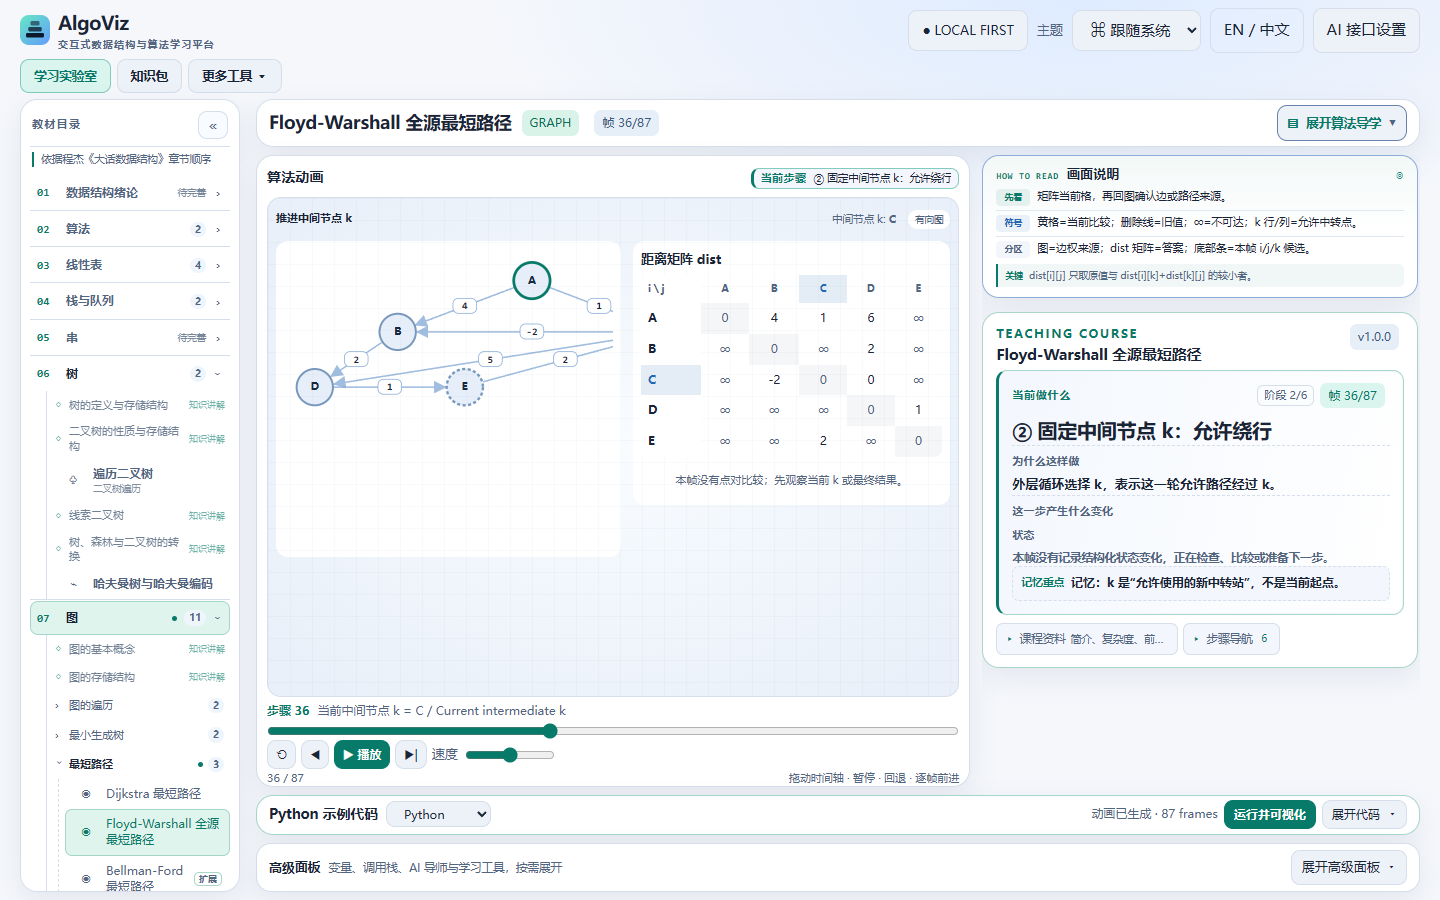 AlgoViz
交互式数据结构与算法学习平台
● LOCAL FIRST
主题
⌘ 跟随系统
EN / 中文
AI 接口设置
学习实验室
知识包
更多工具
教材目录
«
依据程杰《大话数据结构》章节顺序
01 数据结构绪论 待完善 ›
02 算法 2 ›
03 线性表 4 ›
04 栈与队列 2 ›
05 串 待完善 ›
06 树 2
树的定义与存储结构 知识讲解
二叉树的性质与存储结构 知识讲解
遍历二叉树
二叉树遍历
线索二叉树 知识讲解
树、森林与二叉树的转换 知识讲解
哈夫曼树与哈夫曼编码
07 图 11
图的基本概念 知识讲解
图的存储结构 知识讲解
› 图的遍历 2
› 最小生成树 2
最短路径 3
Dijkstra 最短路径
Floyd-Warshall 全源最短路径
Bellman-Ford 最短路径 扩展
Floyd-Warshall 全源最短路径
GRAPH
帧 36/87
展开算法导学
算法动画
当前步骤 ② 固定中间节点 k：允许绕行
推进中间节点 k
中间节点 k: C
有向图
A
B
D
E
4
1
-2
2
5
2
1
距离矩阵 dist
i\j A B C D E
A 0 4 1 6 ∞
B ∞ 0 ∞ 2 ∞
C ∞ -2 0 0 ∞
D ∞ ∞ ∞ 0 1
E ∞ ∞ 2 ∞ 0
本帧没有点对比较；先观察当前 k 或最终结果。
步骤 36 当前中间节点 k = C / Current intermediate k
播放
速度
36 / 87
拖动时间轴 · 暂停 · 回退 · 逐帧前进
HOW TO READ 画面说明
先看 矩阵当前格，再回图确认边或路径来源。
符号 黄格=当前比较；删除线=旧值；∞=不可达；k 行/列=允许中转点。
分区 图=边权来源；dist 矩阵=答案；底部条=本帧 i/j/k 候选。
关键 dist[i][j] 只取原值与 dist[i][k]+dist[k][j] 的较小者。
TEACHING COURSE
v1.0.0
Floyd-Warshall 全源最短路径
当前做什么
阶段 2/6
帧 36/87
② 固定中间节点 k：允许绕行
为什么这样做
外层循环选择 k，表示这一轮允许路径经过 k。
这一步产生什么变化
状态
本帧没有记录结构化状态变化，正在检查、比较或准备下一步。
记忆重点 记忆：k 是“允许使用的新中转站”，不是当前起点。
课程资料 简介、复杂度、前...
步骤导航 6
Python 示例代码
Python
动画已生成 · 87 frames
运行并可视化
展开代码
高级面板 变量、调用栈、AI 导师与学习工具，按需展开
展开高级面板